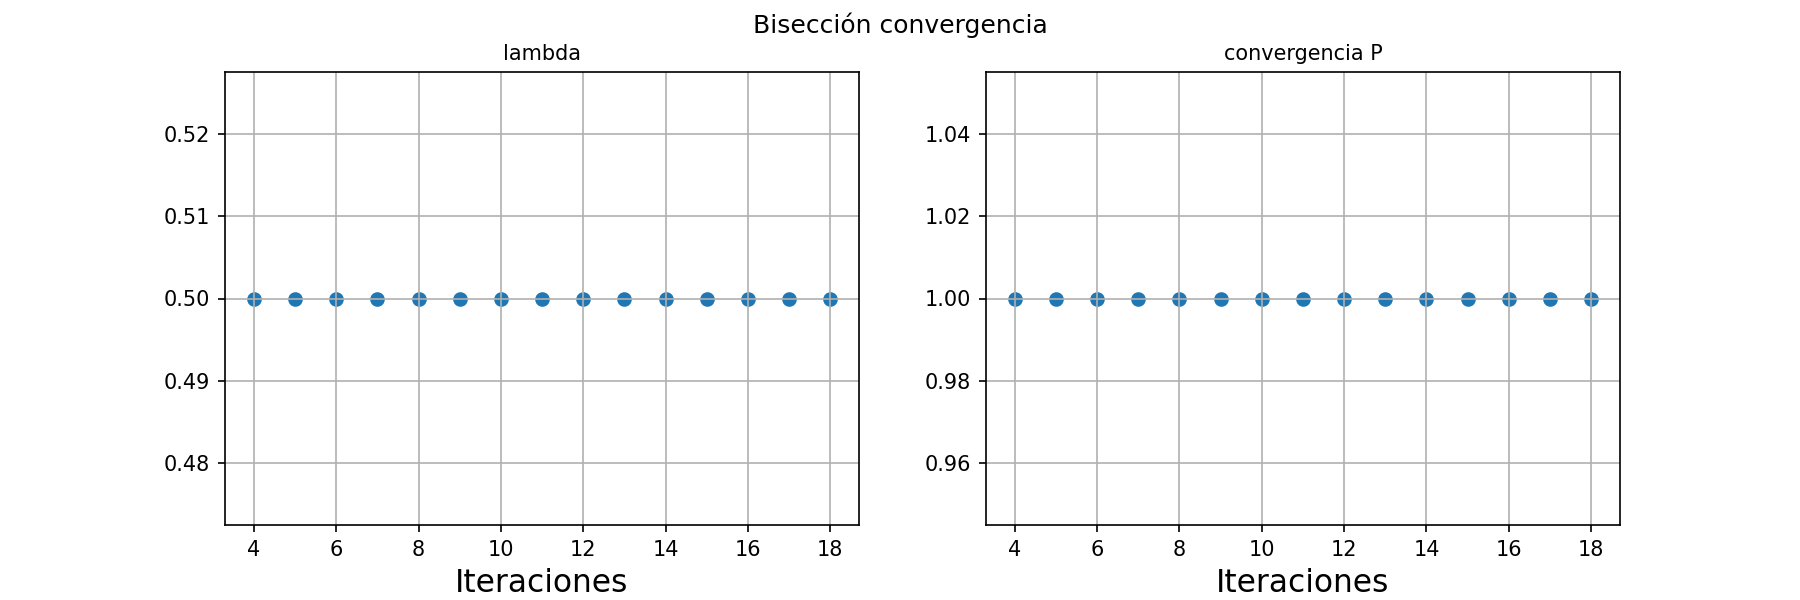 Bisección convergencia
lambda
0.52
0.51
0.50
0.49
0.48
4 6 8 10 12 14 16 18
Iteraciones
convergencia P
1.04
1.02
1.00
0.98
0.96
4 6 8 10 12 14 16 18
Iteraciones